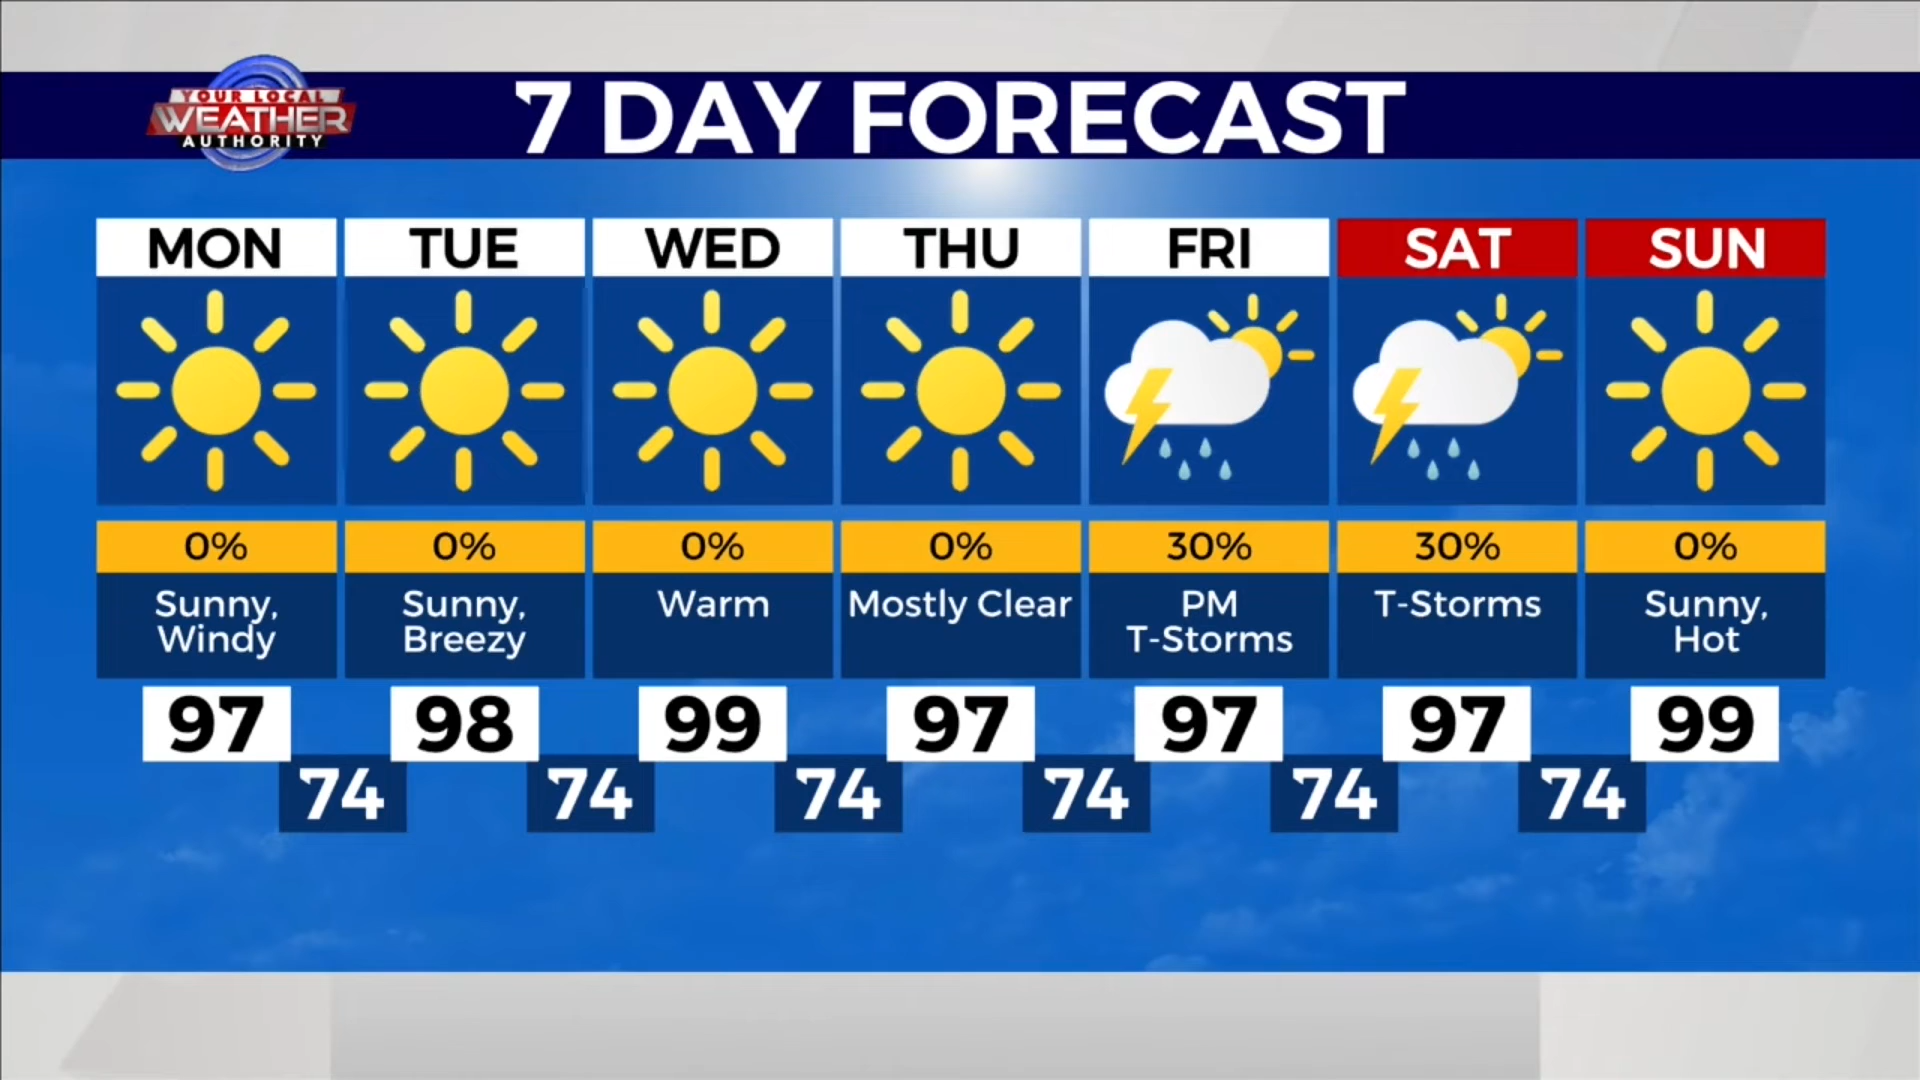 YOUR LOCAL
WEATHER
AUTHORITY
7 DAY FORECAST
MON TUE WED THU FRI SAT SUN
0% 0% 0% 0% 30% 30% 0%
Sunny, Sunny, Warm Mostly Clear PM T-Storms Sunny,
Windy Breezy T-Storms Hot
97 98 99 97 97 97 99
74 74 74 74 74 74